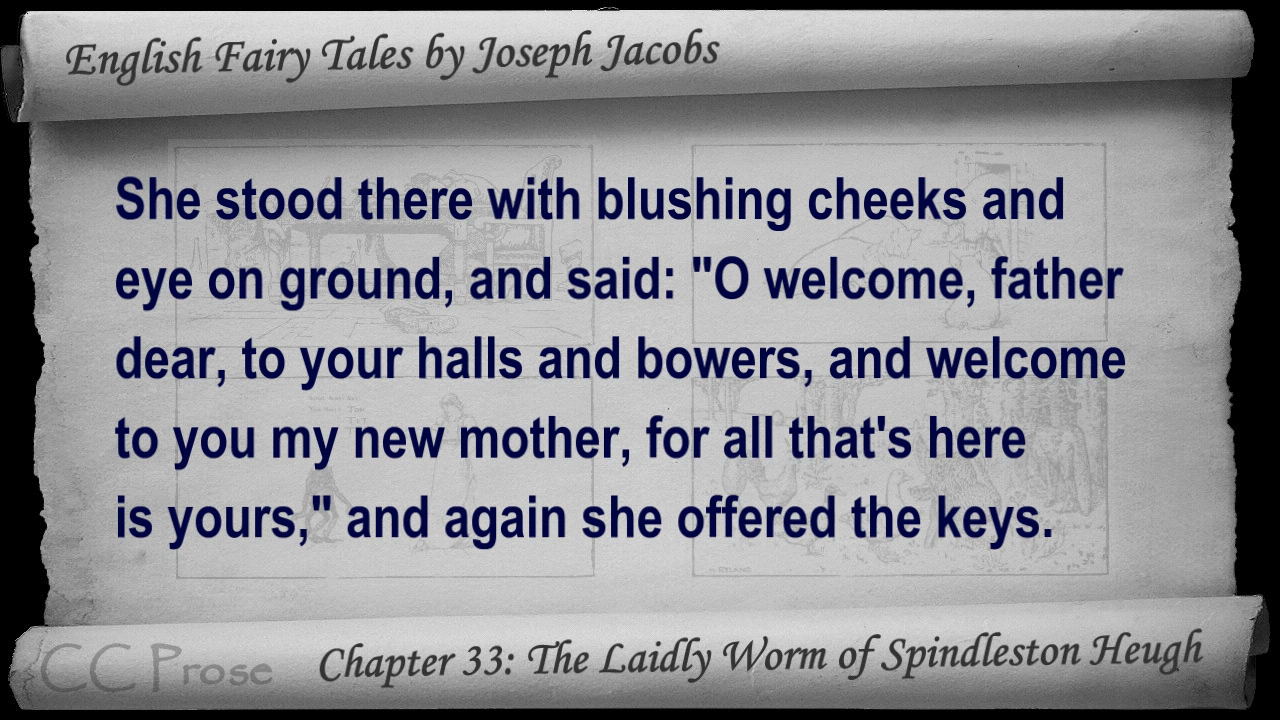 English Fairy Tales by Joseph Jacobs
She stood there with blushing cheeks and
eye on ground, and said: "O welcome, father
dear, to your halls and bowers, and welcome
to you my new mother, for all that's here
is yours," and again she offered the keys.
CC Prose
Chapter 33: The Laidly Worm of Spindleston Heugh